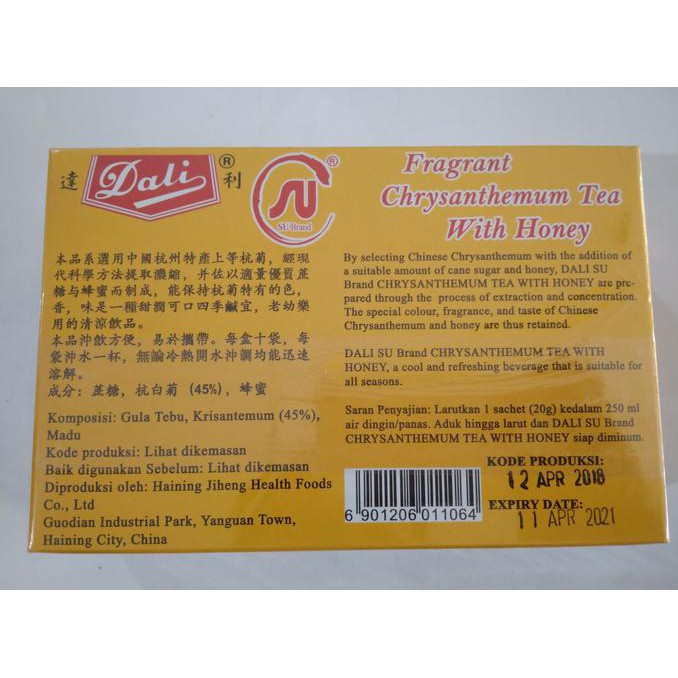 達 Dali ® 利
SU ®
SU Brand
Fragrant
Chrysanthemum Tea
With Honey
本品系選用中國杭州特產上等杭菊，經現
代科學方法提取濃縮，并佐以適量優質蔗
糖与蜂蜜而制成，能保持杭菊特有的色，
香，味是一種甜潤可口四季鹹宜，老幼樂
用的清涼飲品。
本品沖飲方便，易於攜帶。每盒十袋，每
袋沖水一杯，無論冷熱開水沖調均能迅速
溶解。
成分：蔗糖，杭白菊 (45%)，蜂蜜
Komposisi: Gula Tebu, Krisantemum (45%),
Madu
Kode produksi: Lihat dikemasan
Baik digunakan Sebelum: Lihat dikemasan
Diproduksi oleh: Haining Jiheng Health Foods
Co., Ltd
Guodian Industrial Park, Yanguan Town,
Haining City, China
By selecting Chinese Chrysanthemum with the addition of
a suitable amount of cane sugar and honey, DALI SU
Brand CHRYSANTHEMUM TEA WITH HONEY are pre-
pared through the process of extraction and concentration.
The special colour, fragrance, and taste of Chinese
Chrysanthemum and honey are thus retained.
DALI SU Brand CHRYSANTHEMUM TEA WITH
HONEY, a cool and refreshing beverage that is suitable for
all seasons.
Saran Penyajian: Larutkan 1 sachet (20g) kedalam 250 ml
air dingin/panas. Aduk hingga larut dan DALI SU Brand
CHRYSANTHEMUM TEA WITH HONEY siap diminum.
6 901206 011064
KODE PRODUKSI:
12 APR 2018
EXPIRY DATE:
11 APR 2021